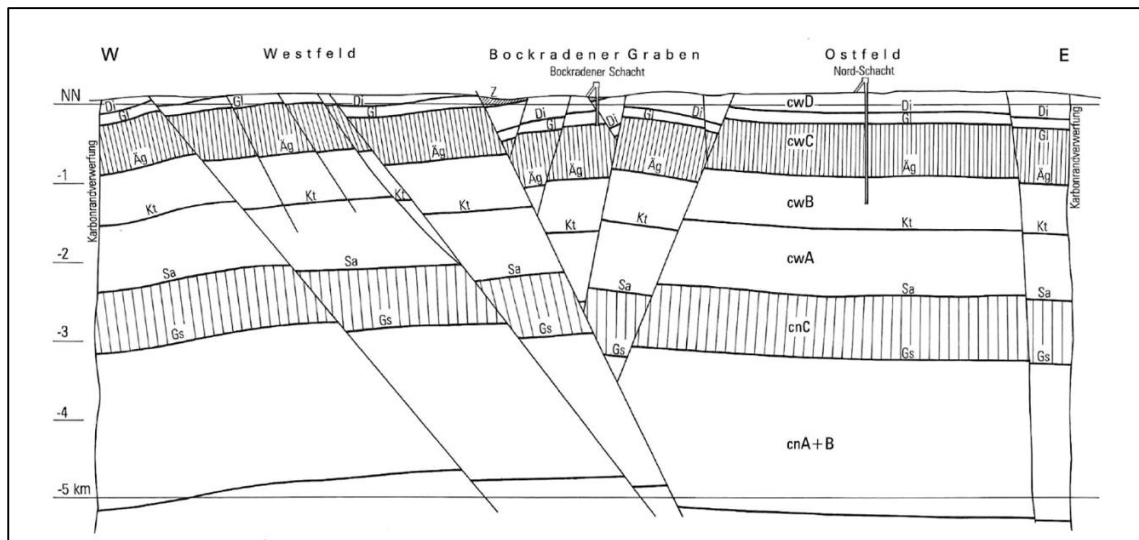 W Westfeld Bockradener Graben Ostfeld E
Bockradener Schacht Nord-Schacht
NN Di Gl Di Z Di Gl Di Gl Di cwD Di Gl Di Gl
Karbonrandverwerfung Äg Äg Äg Äg Äg Äg cwC Äg Äg Karbonrandverwerfung
-1
Kt Kt Kt Kt Kt Kt cwB Kt Kt
-2 cwA
Sa Sa Sa Sa Sa Sa
-3 Gs Gs Gs Gs cnC Gs Gs
-4
cnA+B
-5 km